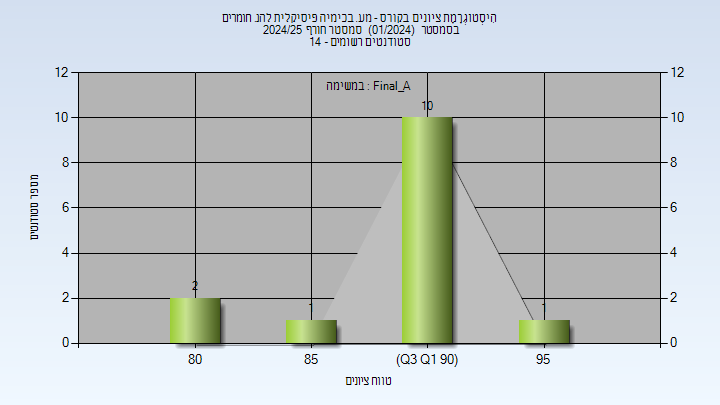 היסטוגרמת ציונים בקורס - מע. בכימיה פיסיקלית להנ. חומרים
בסמסטר (01/2024) סמסטר חורף 2024/25
סטודנטים רשומים - 14
במשימה : Final_A
12 12
10 10
8 8
6 6
4 4
2 2
0 0
2
1
10
1
מספר סטודנטים
80 85 (Q3 Q1 90) 95
טווח ציונים